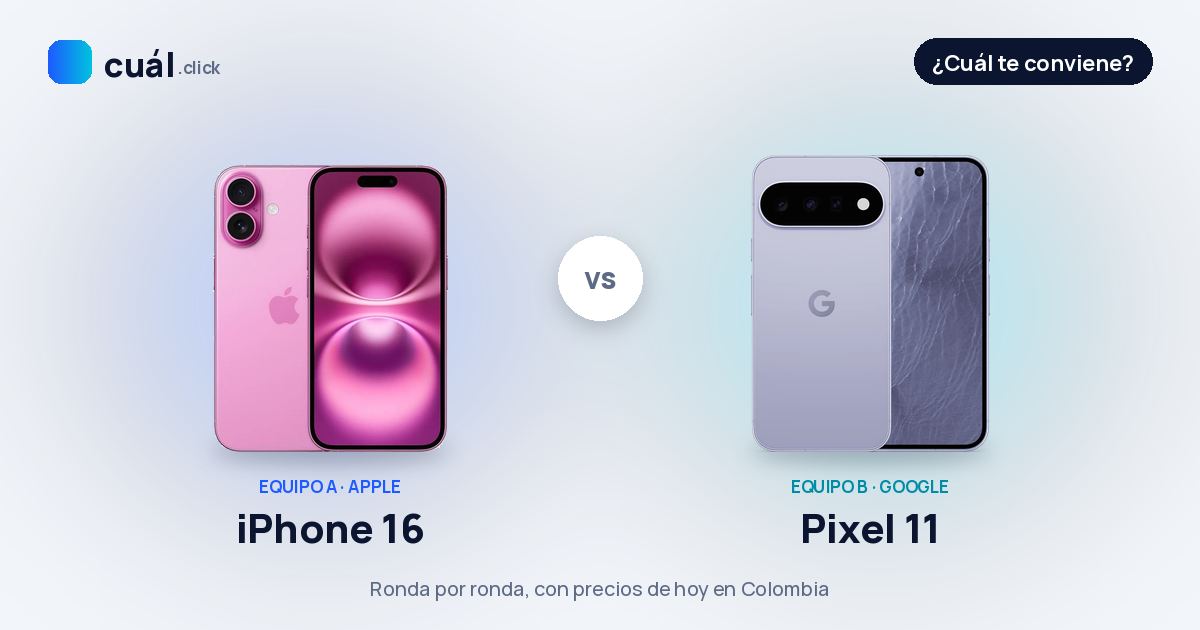 cuál.click
¿Cuál te conviene?
VS
G
EQUIPO A · APPLE
EQUIPO B · GOOGLE
iPhone 16
Pixel 11
Ronda por ronda, con precios de hoy en Colombia